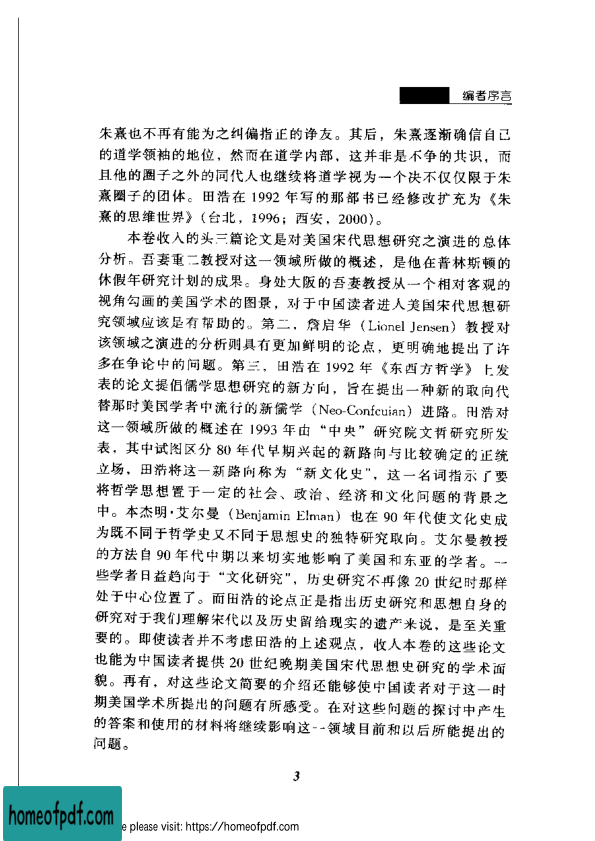 编者序言
朱熹也不再有能为之纠偏指正的诤友。其后，朱熹逐渐确信自己
的道学领袖的地位，然而在道学内部，这并非是不争的共识，而
且他的圈子之外的同代人也继续将道学视为一个决不仅仅限于朱
熹圈子的团体。田浩在 1992 年写的那部书已经修改扩充为《朱
熹的思维世界》（台北，1996；西安，2000）。
本卷收入的头三篇论文是对美国宋代思想研究之演进的总体
分析。吾妻重二教授对这一领域所做的概述，是他在普林斯顿的
休假年研究计划的成果。身处大阪的吾妻教授从一个相对客观的
视角勾画的美国学术的图景，对于中国读者进人美国宋代思想研
究领域应该是有帮助的。第二，詹启华（Lionel Jensen）教授对
该领域之演进的分析则具有更加鲜明的论点，更明确地提出了许
多在争论中的问题。第三，田浩在 1992 年《东西方哲学》上发
表的论文提倡儒学思想研究的新方向，旨在提出一种新的取向代
替那时美国学者中流行的新儒学（Neo-Confcuian）进路。田浩对
这一领域所做的概述在 1993 年由“中央”研究院文哲研究所发
表，其中试图区分 80 年代早期兴起的新路向与比较确定的正统
立场，田浩将这一新路向称为“新文化史”，这一名词指示了要
将哲学思想置于一定的社会、政治、经济和文化问题的背景之
中。本杰明·艾尔曼（Benjamin Elman）也在 90 年代使文化史成
为既不同于哲学史又不同于思想史的独特研究取向。艾尔曼教授
的方法自 90 年代中期以来切实地影响了美国和东亚的学者。一
些学者日益趋向于“文化研究”，历史研究不再像 20 世纪时那样
处于中心位置了。而田浩的论点正是指出历史研究和思想自身的
研究对于我们理解宋代以及历史留给现实的遗产来说，是至关重
要的。即使读者并不考虑田浩的上述观点，收人本卷的这些论文
也能为中国读者提供 20 世纪晚期美国宋代思想史研究的学术面
貌。再有，对这些论文简要的介绍还能够使中国读者对于这一时
期美国学术所提出的问题有所感受。在对这些问题的探讨中产生
的答案和使用的材料将继续影响这一领域目前和以后所能提出的
问题。
3
homeofpdf.com
e please visit: https://homeofpdf.com